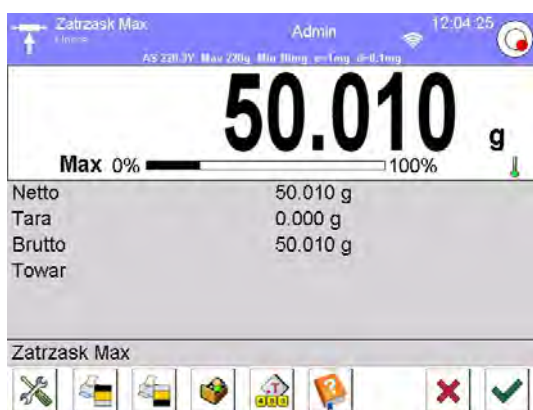 Zatrzask Max
Admin
12:04:25
AS 220.3Y Max 220g Min 10mg e=1mg d=0.1mg
50.010 g
Max 0% 100%
Netto 50.010 g
Tara 0.000 g
Brutto 50.010 g
Towar
Zatrzask Max